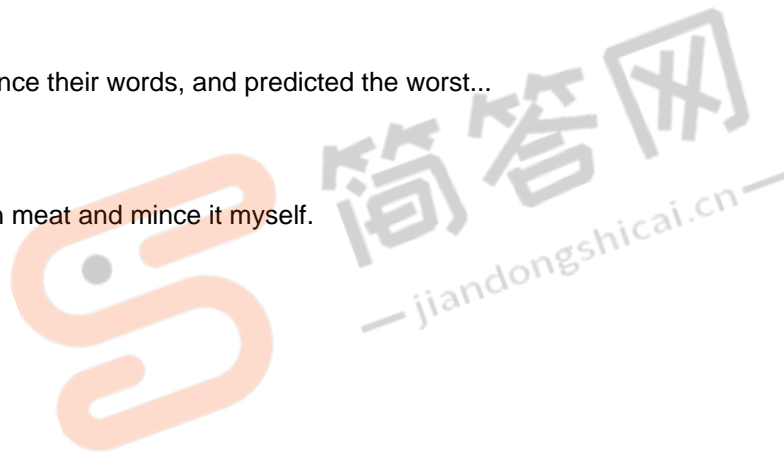 nce their words, and predicted the worst...
简答网
n meat and mince it myself.
jiandongshicai.cn